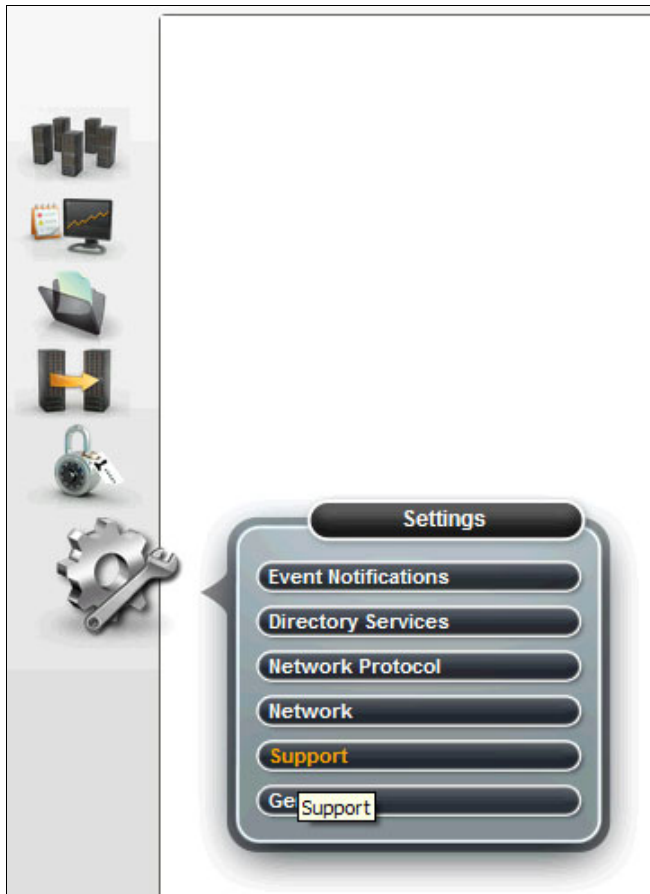 Settings
Event Notifications
Directory Services
Network Protocol
Network
Support
Ge
Support